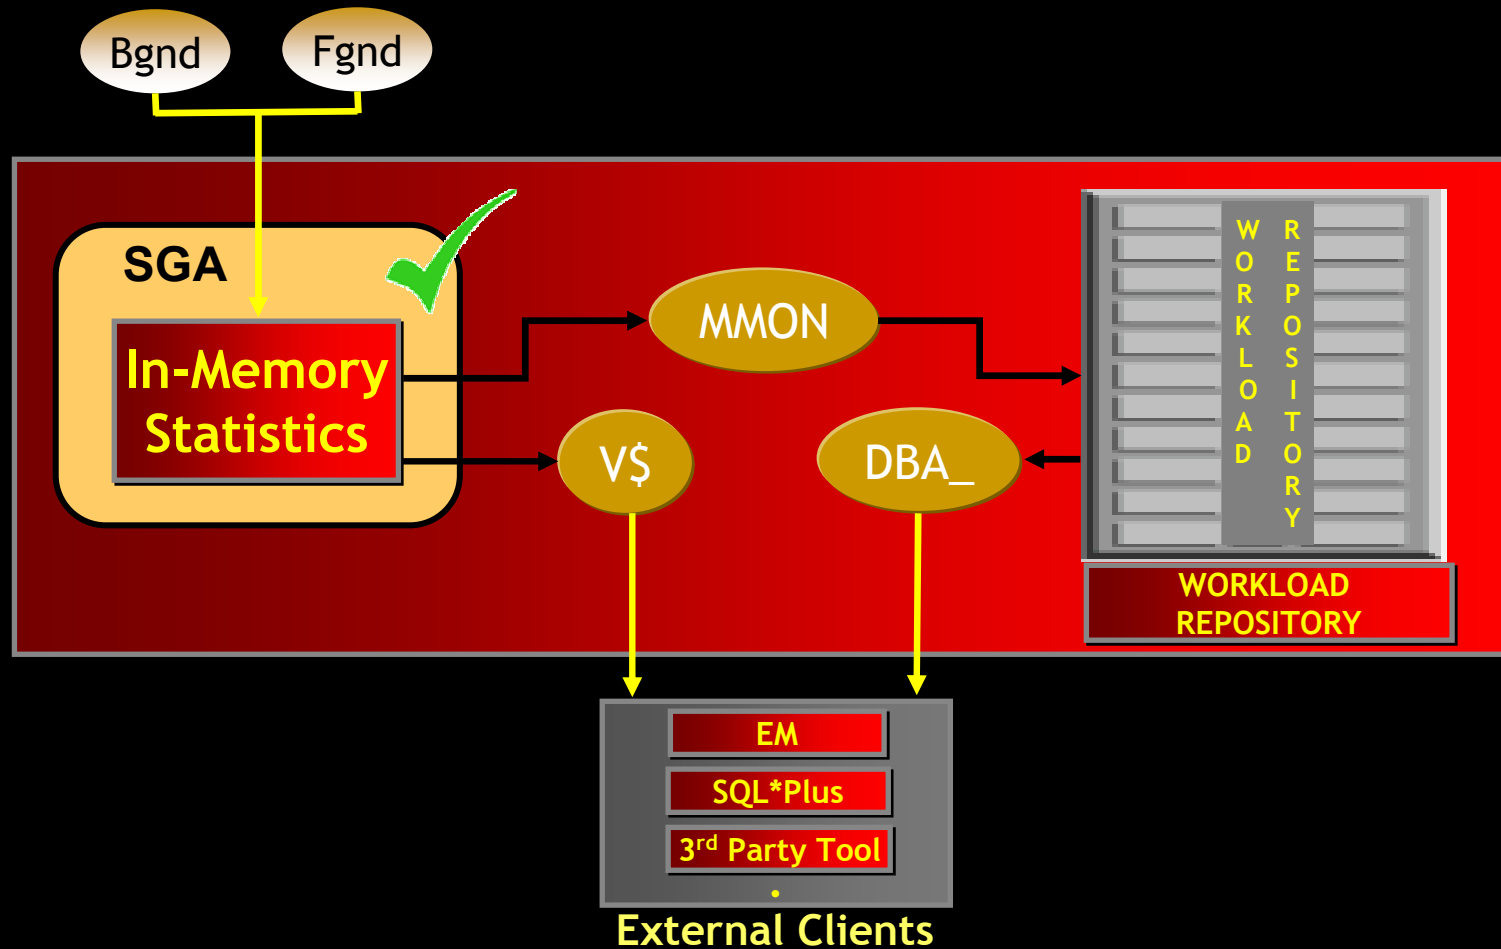 Bgnd
Fgnd
SGA
In-Memory
Statistics
MMON
V$
DBA_
WORKLOAD
REPOSITORY
WORKLOAD
REPOSITORY
EM
SQL*Plus
3rd Party Tool
.
External Clients